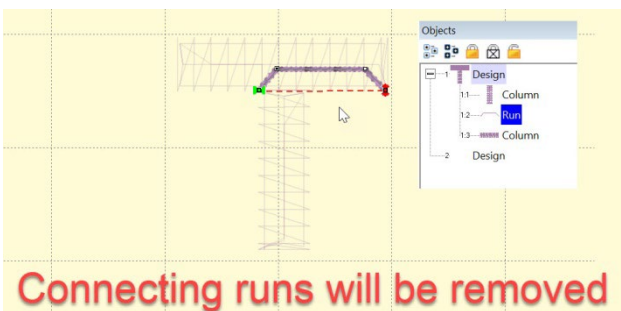 Objects
1 Design
1:1 Column
1:2 Run
1:3 Column
2 Design
Connecting runs will be removed